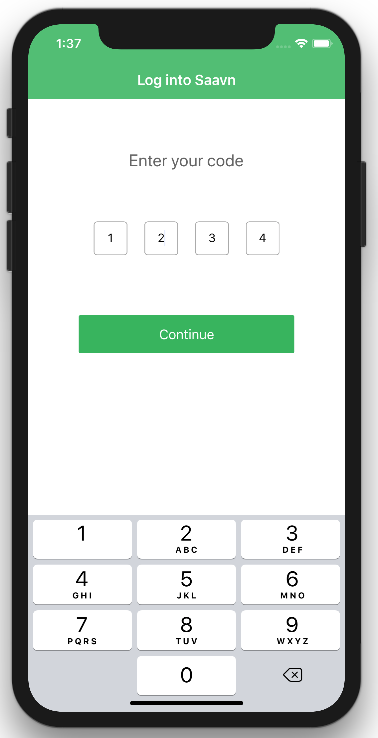 1:37
Log into Saavn
Enter your code
1 2 3 4
Continue
1 2 3
ABC DEF
4 5 6
GHI JKL MNO
7 8 9
PQRS TUV WXYZ
0